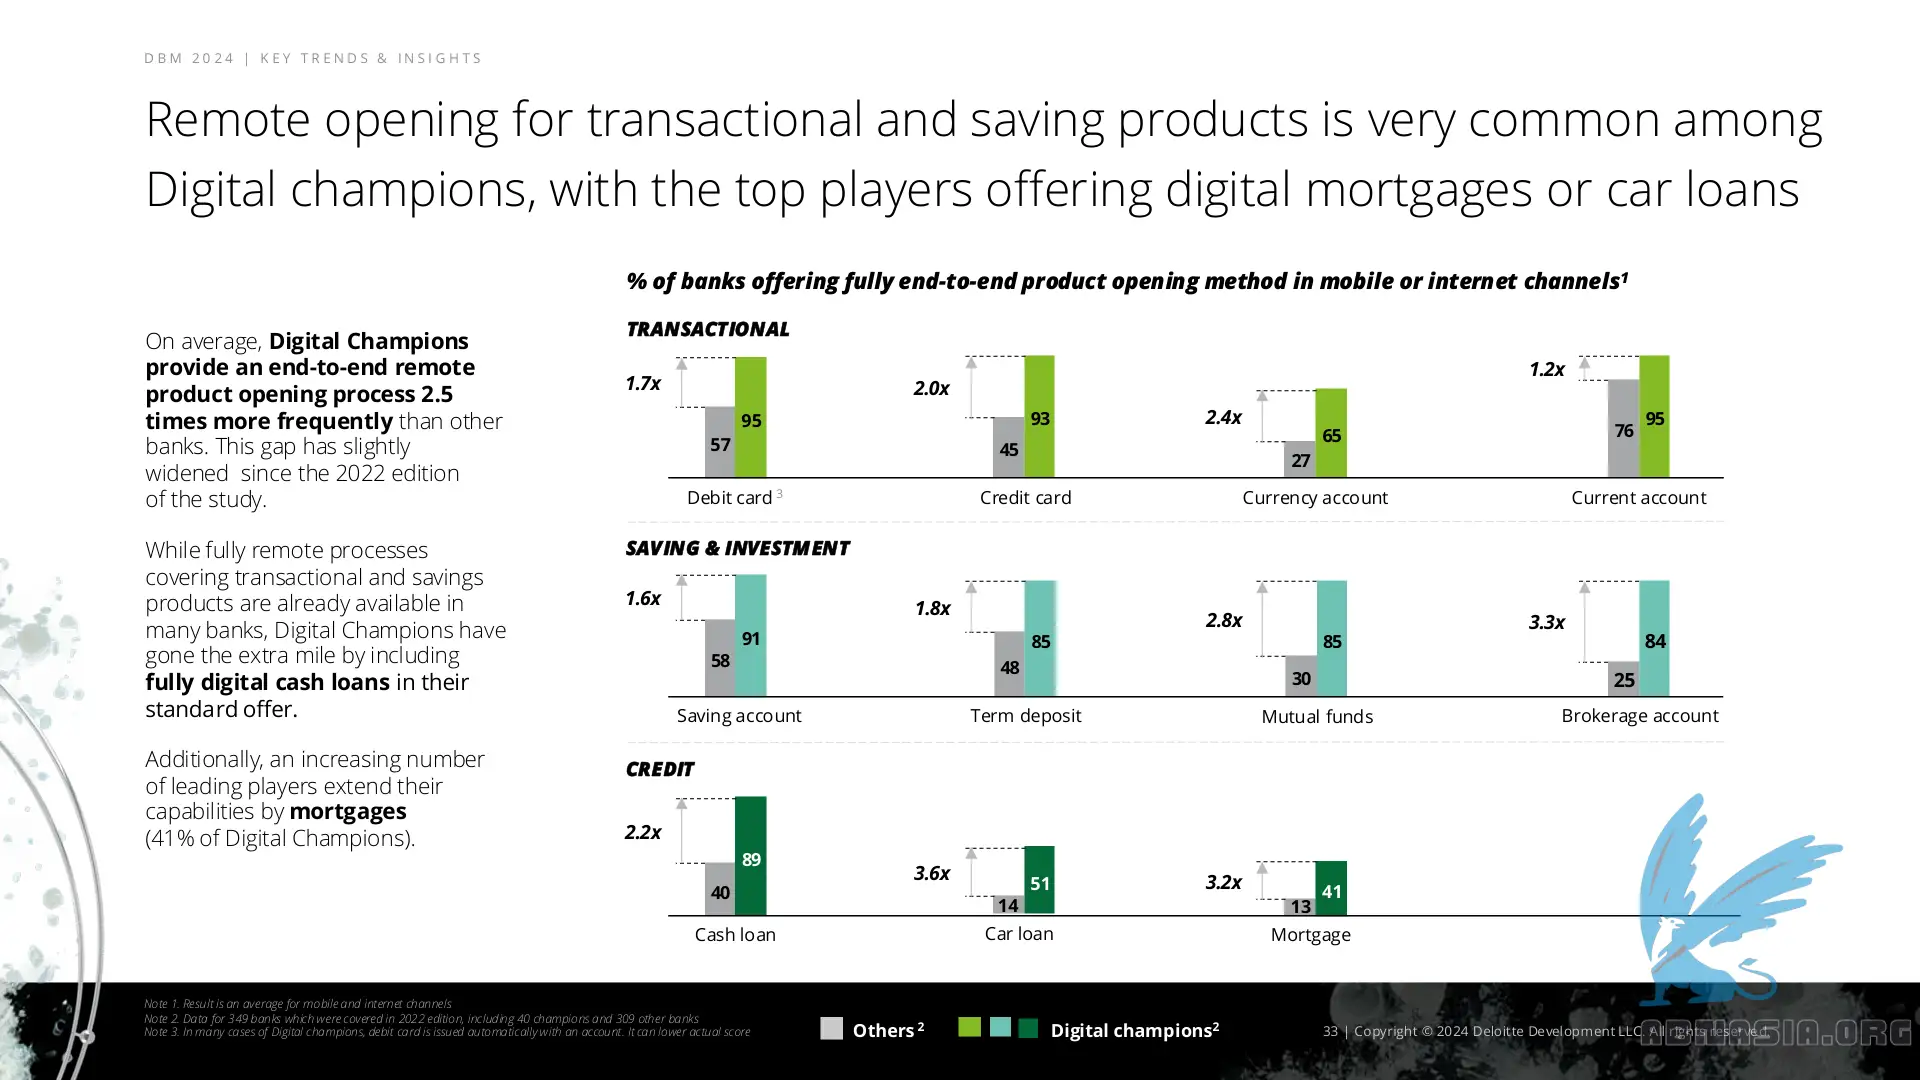 DBM 2024 | KEY TRENDS & INSIGHTS
Remote opening for transactional and saving products is very common among
Digital champions, with the top players offering digital mortgages or car loans
On average, Digital Champions
provide an end-to-end remote
product opening process 2.5
times more frequently than other
banks. This gap has slightly
widened since the 2022 edition
of the study.
While fully remote processes
covering transactional and savings
products are already available in
many banks, Digital Champions have
gone the extra mile by including
fully digital cash loans in their
standard offer.
Additionally, an increasing number
of leading players extend their
capabilities by mortgages
(41% of Digital Champions).
% of banks offering fully end-to-end product opening method in mobile or internet channels¹
TRANSACTIONAL
1.7x 57 95
2.0x 45 93
2.4x 27 65
1.2x 76 95
Debit card ³ Credit card Currency account Current account
SAVING & INVESTMENT
1.6x 58 91
1.8x 48 85
2.8x 30 85
3.3x 25 84
Saving account Term deposit Mutual funds Brokerage account
CREDIT
2.2x 40 89
3.6x 14 51
3.2x 13 41
Cash loan Car loan Mortgage
Note 1. Result is an average for mobile and internet channels
Note 2. Data for 349 banks which were covered in 2022 edition, including 40 champions and 309 other banks
Note 3. In many cases of Digital champions, debit card is issued automatically with an account. It can lower actual score
Others ² Digital champions²
33 | Copyright © 2024 Deloitte Development LLC. All rights reserved.
ABIIASIA.ORG